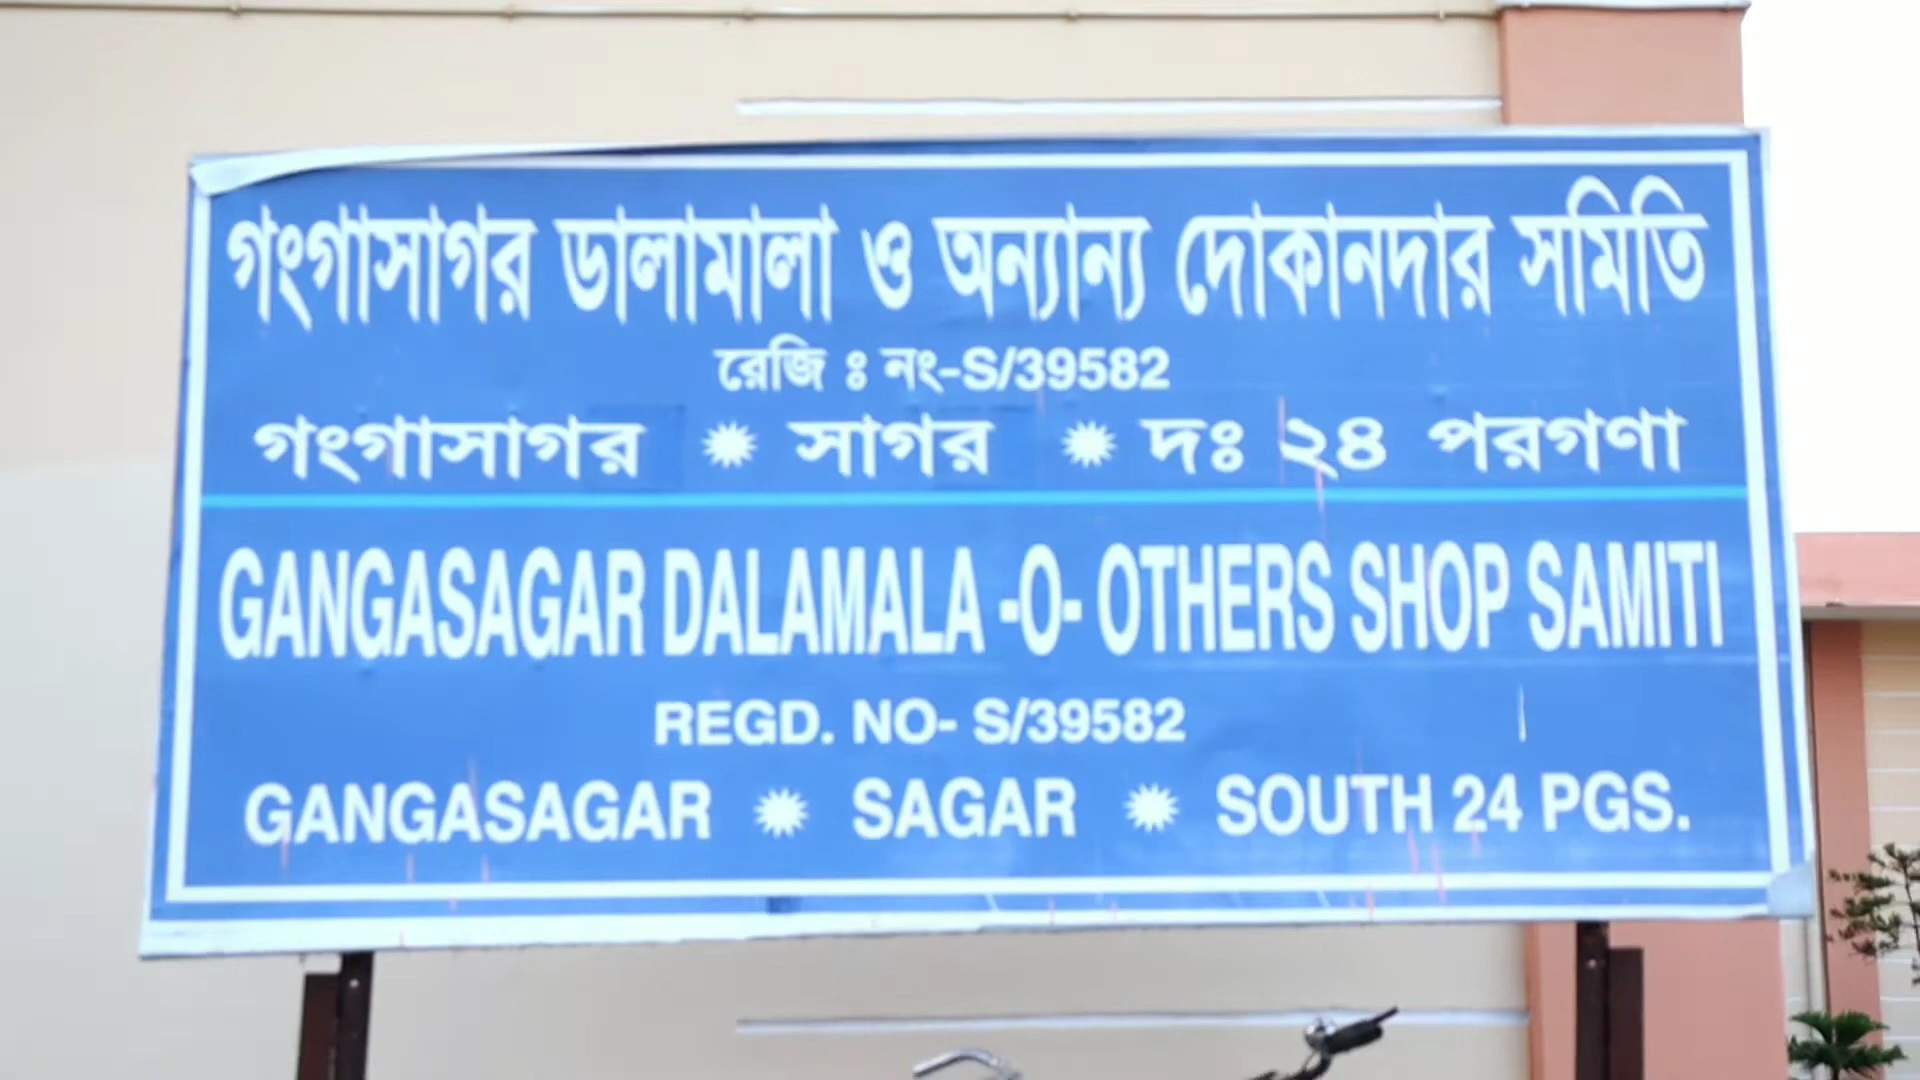 গংগাসাগর ডালামালা ও অন্যান্য দোকানদার সমিতি
রেজি ঃ নং-S/39582
গংগাসাগর ✹ সাগর ✹ দঃ ২৪ পরগণা
GANGASAGAR DALAMALA -O- OTHERS SHOP SAMITI
REGD. NO- S/39582
GANGASAGAR ✹ SAGAR ✹ SOUTH 24 PGS.